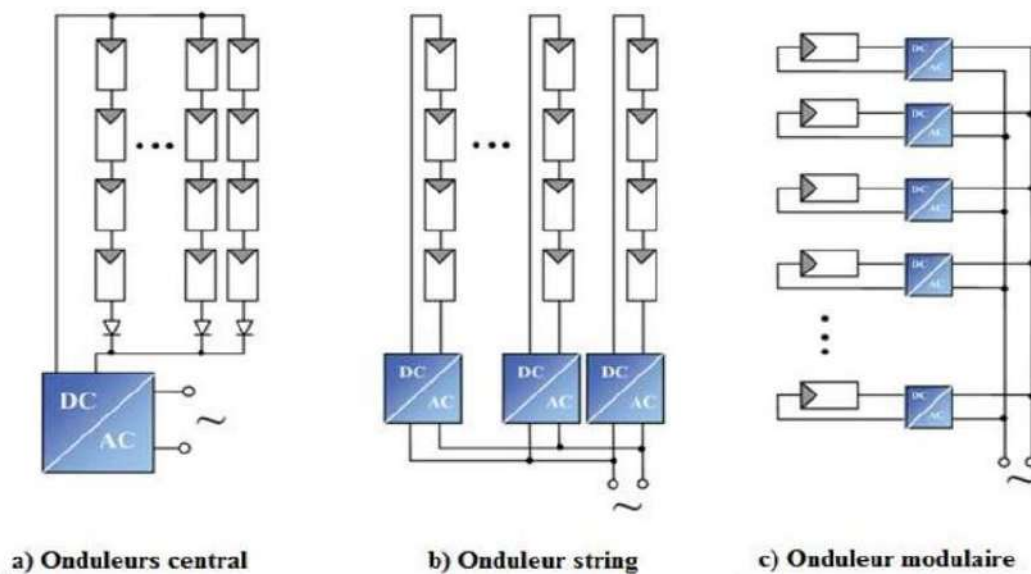 DC
AC
~
a) Onduleurs central
DC
AC
DC
AC
DC
AC
~
b) Onduleur string
DC
AC
DC
AC
DC
AC
DC
AC
DC
AC
~
c) Onduleur modulaire